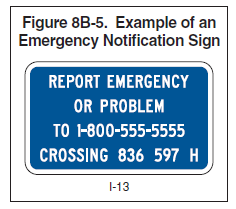 Figure 8B-5. Example of an
Emergency Notification Sign
REPORT EMERGENCY
OR PROBLEM
TO 1-800-555-5555
CROSSING 836 597 H
I-13